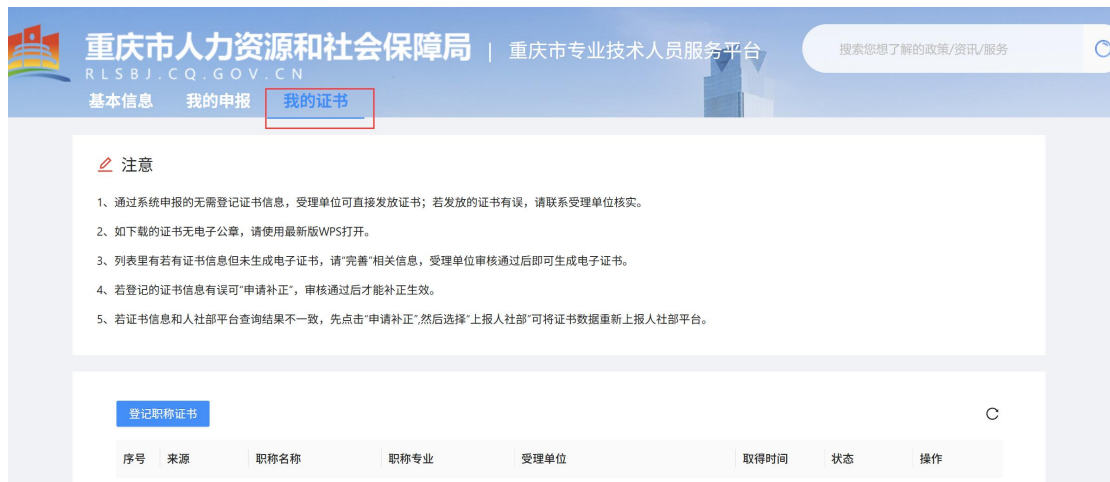 重庆市人力资源和社会保障局 | 重庆市专业技术人员服务平台 搜索您想了解的政策/资讯/服务
RLSBJ.CQ.GOV.CN
基本信息 我的申报 我的证书
注意
1、通过系统申报的无需登记证书信息，受理单位可直接发放证书；若发放的证书有误，请联系受理单位核实。
2、如下载的证书无电子公章，请使用最新版WPS打开。
3、列表里有若有证书信息但未生成电子证书，请“完善”相关信息，受理单位审核通过后即可生成电子证书。
4、若登记的证书信息有误可“申请补正”，审核通过后才能补正生效。
5、若证书信息和人社部平台查询结果不一致，先点击“申请补正”,然后选择“上报人社部”可将证书数据重新上报人社部平台。
登记职称证书
序号 来源 职称名称 职称专业 受理单位 取得时间 状态 操作